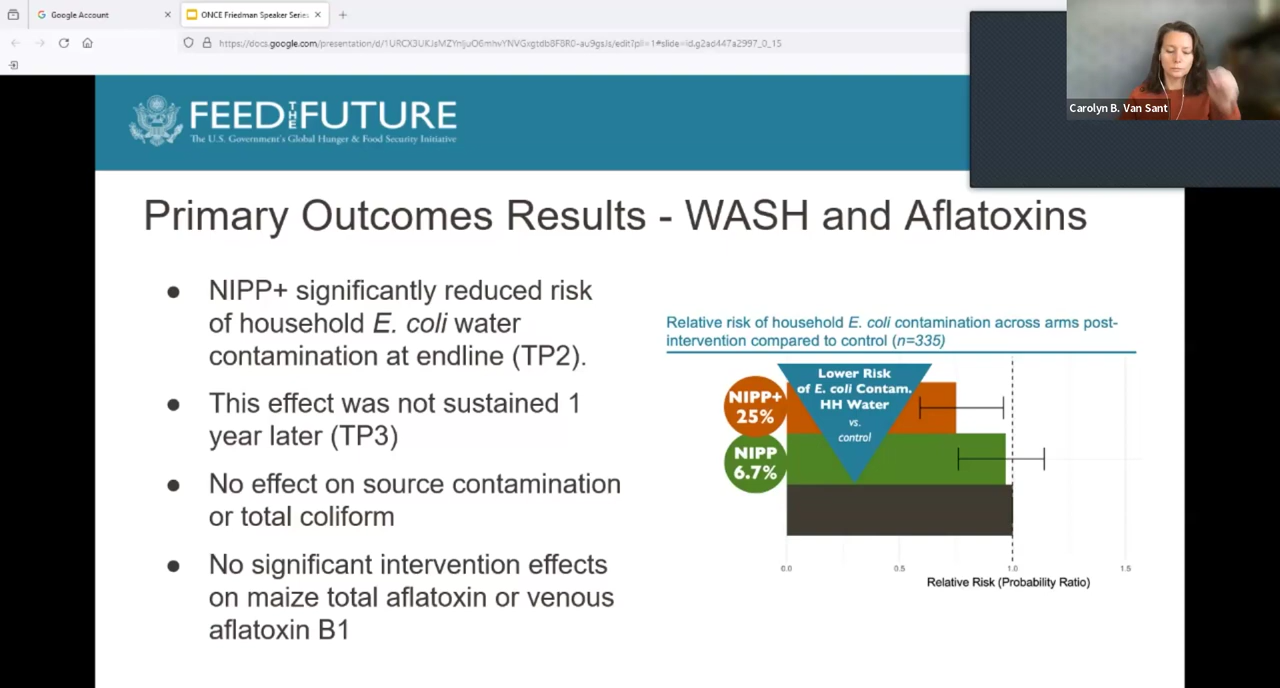 Google Account
ONCE Friedman Speaker Series
Carolyn B. Van Sant
FEED THE FUTURE
The U.S. Government's Global Hunger & Food Security Initiative
Primary Outcomes Results - WASH and Aflatoxins
● NIPP+ significantly reduced risk
of household E. coli water
contamination at endline (TP2).
● This effect was not sustained 1
year later (TP3)
● No effect on source contamination
or total coliform
● No significant intervention effects
on maize total aflatoxin or venous
aflatoxin B1
Relative risk of household E. coli contamination across arms post-
intervention compared to control (n=335)
Lower Risk
of E. coli Contam.
HH Water
vs.
control
NIPP+
25%
NIPP
6.7%
0.0 0.5 1.0 1.5
Relative Risk (Probability Ratio)